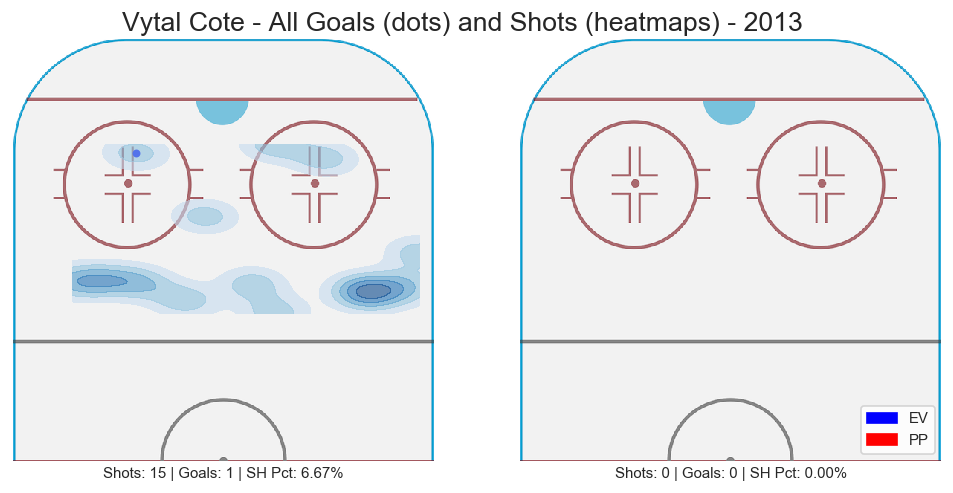 Vytal Cote - All Goals (dots) and Shots (heatmaps) - 2013
EV
PP
Shots: 15 | Goals: 1 | SH Pct: 6.67%
Shots: 0 | Goals: 0 | SH Pct: 0.00%